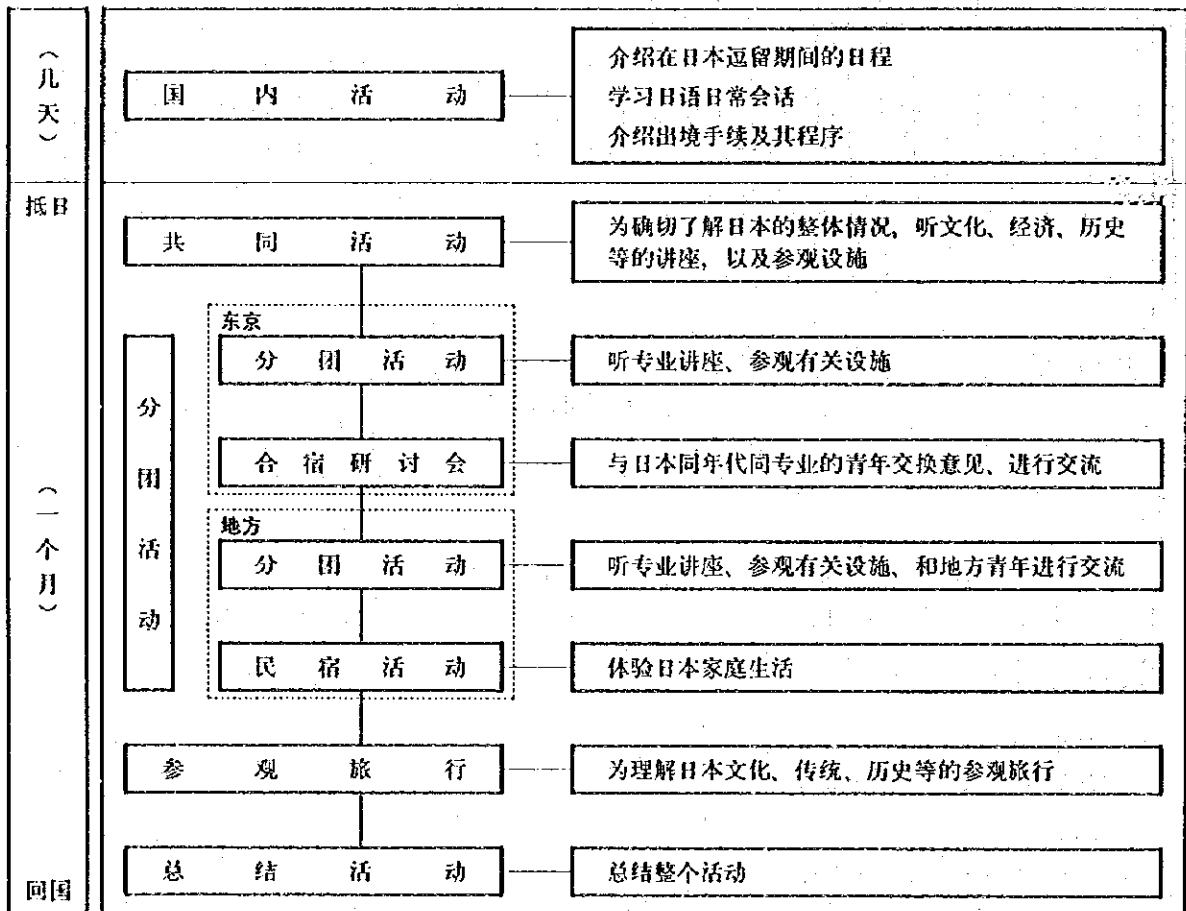 （几天）
国内活动
介绍在日本逗留期间的日程
学习日语日常会话
介绍出境手续及其程序
抵日
共同活动
为确切了解日本的整体情况，听文化、经济、历史
等的讲座，以及参观设施
（一个月）
分团活动
东京
分团活动
听专业讲座、参观有关设施
合宿研讨会
与日本同年代同专业的青年交换意见、进行交流
地方
分团活动
听专业讲座、参观有关设施、和地方青年进行交流
民宿活动
体验日本家庭生活
参观旅行
为理解日本文化、传统、历史等的参观旅行
总结活动
总结整个活动
回国